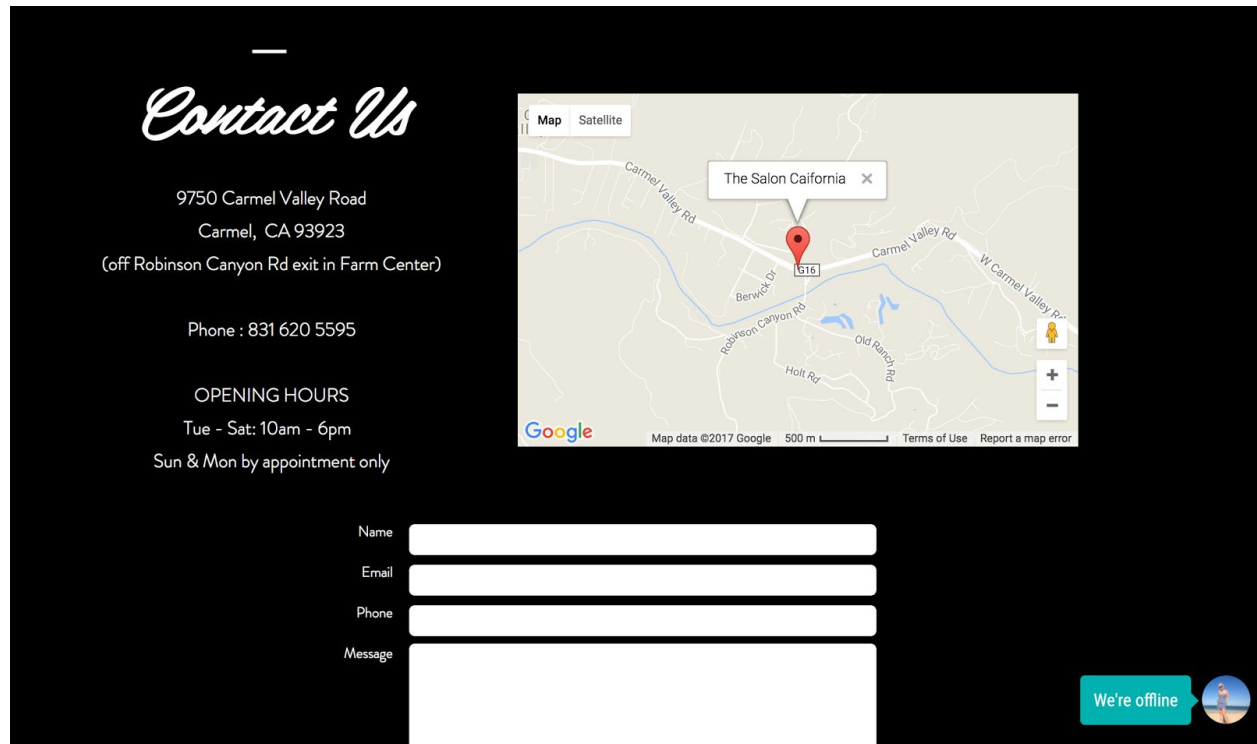 Contact Us
9750 Carmel Valley Road
Carmel, CA 93923
(off Robinson Canyon Rd exit in Farm Center)
Phone : 831 620 5595
OPENING HOURS
Tue - Sat: 10am - 6pm
Sun & Mon by appointment only
Map Satellite
The Salon Caifornia
Carmel Valley Rd
Carmel Valley Rd
W Carmel Valley Rd
G16
Berwick Dr
Robinson Canyon Rd
Old Ranch Rd
Holt Rd
Google
Map data ©2017 Google 500 m Terms of Use Report a map error
Name
Email
Phone
Message
We're offline